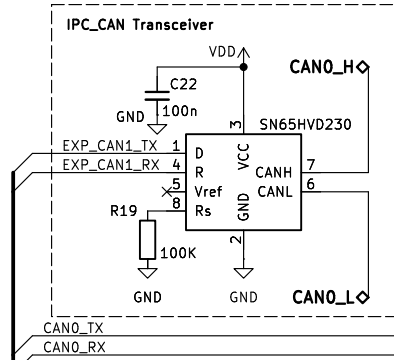 IPC_CAN Transceiver
VDD
CAN0_H
C22
100n
GND
3
SN65HVD230
EXP_CAN1_TX 1 D VCC
EXP_CAN1_RX 4 R CANH 7
5 Vref CANL 6
8 Rs GND
R19
2
100K
GND
GND
CAN0_L
CAN0_TX
CAN0_RX